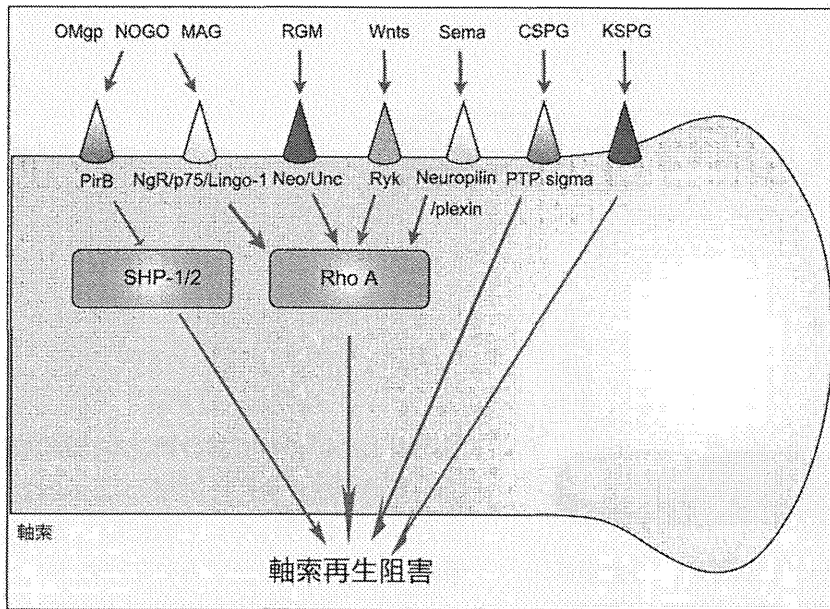 OMgp NOGO MAG RGM Wnts Sema CSPG KSPG
PirB NgR/p75/Lingo-1 Neo/Unc Ryk Neuropilin PTP sigma
/plexin
SHP-1/2 Rho A
軸索
軸索再生阻害